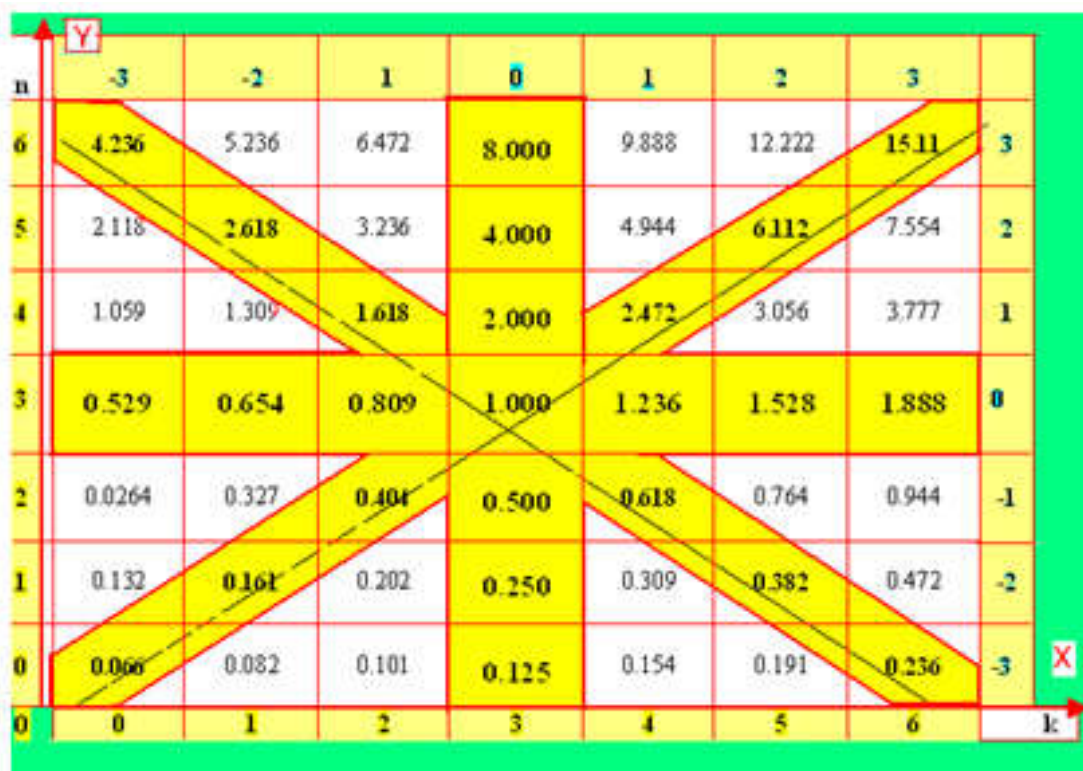 Y
n -3 -2 1 0 1 2 3
6 4.236 5.236 6.472 8.000 9.888 12.222 15.11 3
5 2.118 2.618 3.236 4.000 4.944 6.112 7.554 2
4 1.059 1.309 1.618 2.000 2.472 3.056 3.777 1
3 0.529 0.654 0.809 1.000 1.236 1.528 1.888 0
2 0.0264 0.327 0.404 0.500 0.618 0.764 0.944 -1
1 0.132 0.161 0.202 0.250 0.309 0.382 0.472 -2
0 0.066 0.082 0.101 0.125 0.154 0.191 0.236 -3 X
0 0 1 2 3 4 5 6 k